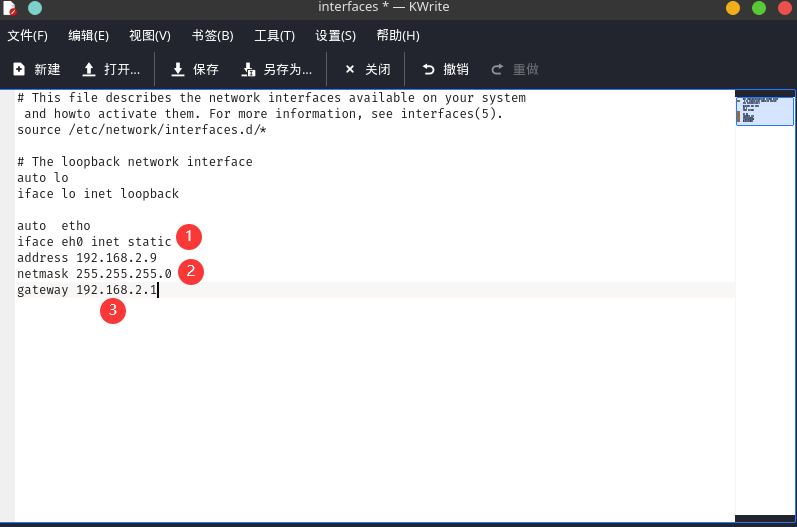 interfaces * — KWrite
文件(F) 编辑(E) 视图(V) 书签(B) 工具(T) 设置(S) 帮助(H)
新建 打开... 保存 另存为... × 关闭 撤销 重做
# This file describes the network interfaces available on your system
and howto activate them. For more information, see interfaces(5).
source /etc/network/interfaces.d/*
# The loopback network interface
auto lo
iface lo inet loopback
auto  etho
iface eh0 inet static 1
address 192.168.2.9
netmask 255.255.255.0 2
gateway 192.168.2.1
3